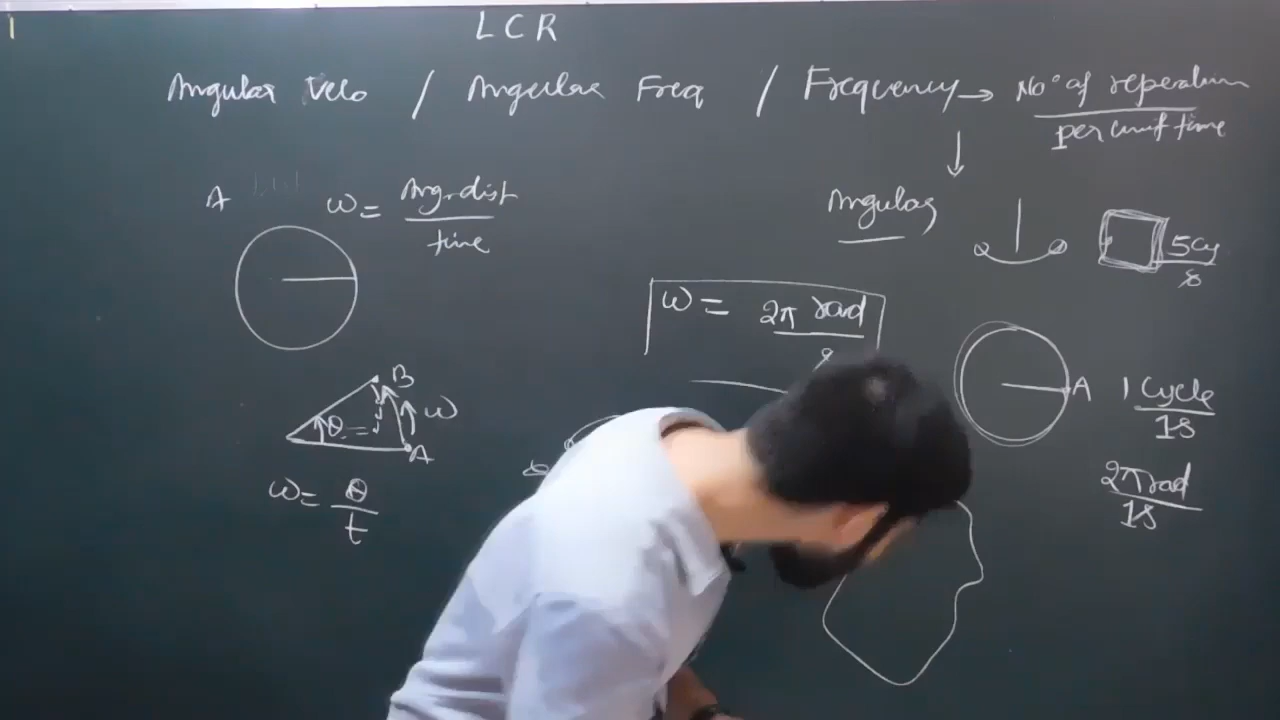 LCR
Angular Velo / Angular Freq / Frequency → No° of reperation
per unit time
Angular
A
ω = Ang. dist
time
5Cy
s
ω = 2π rad
s
B
θ =
ω
A
A
1 Cycle
1s
ω = θ
t
2π rad
1s